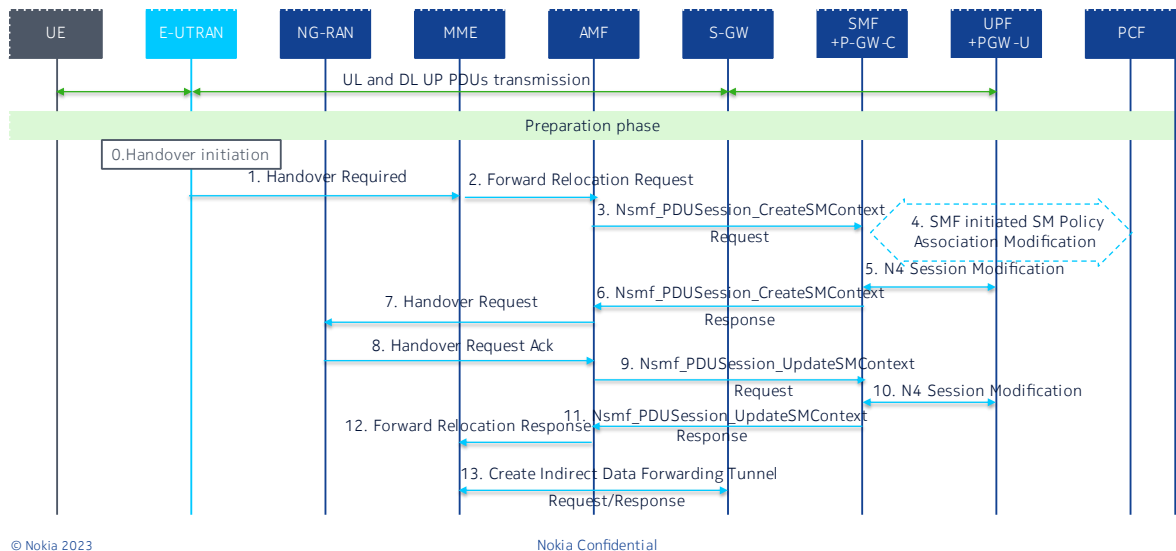 UE
E-UTRAN
NG-RAN
MME
AMF
S-GW
SMF
+P-GW-C
UPF
+PGW-U
PCF
UL and DL UP PDUs transmission
Preparation phase
0.Handover initiation
1. Handover Required
2. Forward Relocation Request
3. Nsmf_PDUSession_CreateSMContext
Request
4. SMF initiated SM Policy
Association Modification
5. N4 Session Modification
6. Nsmf_PDUSession_CreateSMContext
Response
7. Handover Request
8. Handover Request Ack
9. Nsmf_PDUSession_UpdateSMContext
Request
10. N4 Session Modification
11. Nsmf_PDUSession_UpdateSMContext
Response
12. Forward Relocation Response
13. Create Indirect Data Forwarding Tunnel
Request/Response
© Nokia 2023
Nokia Confidential